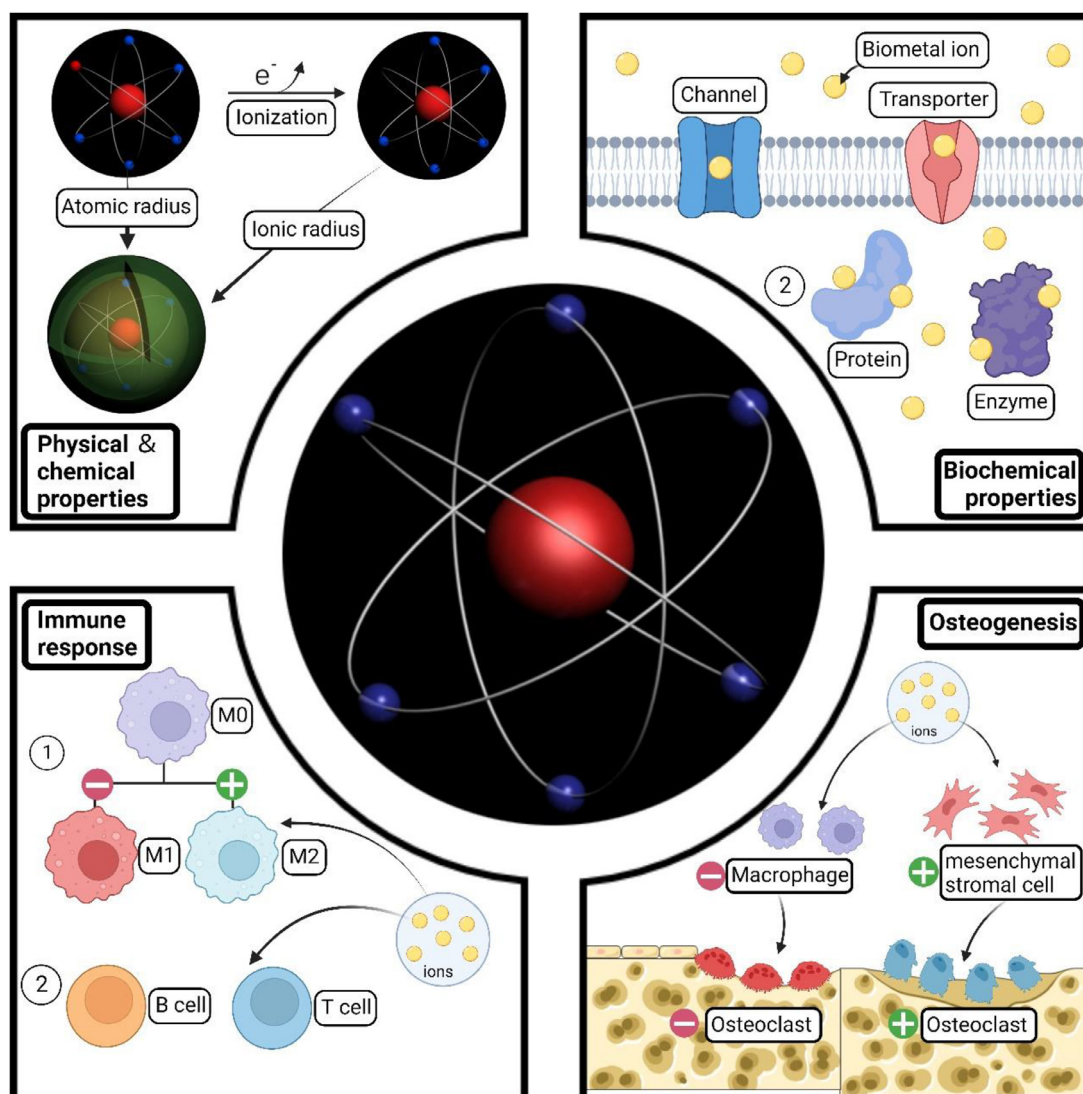 e-
Ionization
Atomic radius
Ionic radius
Physical &
chemical
properties
Biometal ion
Channel
Transporter
2
Protein
Enzyme
Biochemical
properties
Immune
response
M0
1
M1
M2
ions
2
B cell
T cell
Osteogenesis
ions
Macrophage
mesenchymal
stromal cell
Osteoclast
Osteoclast